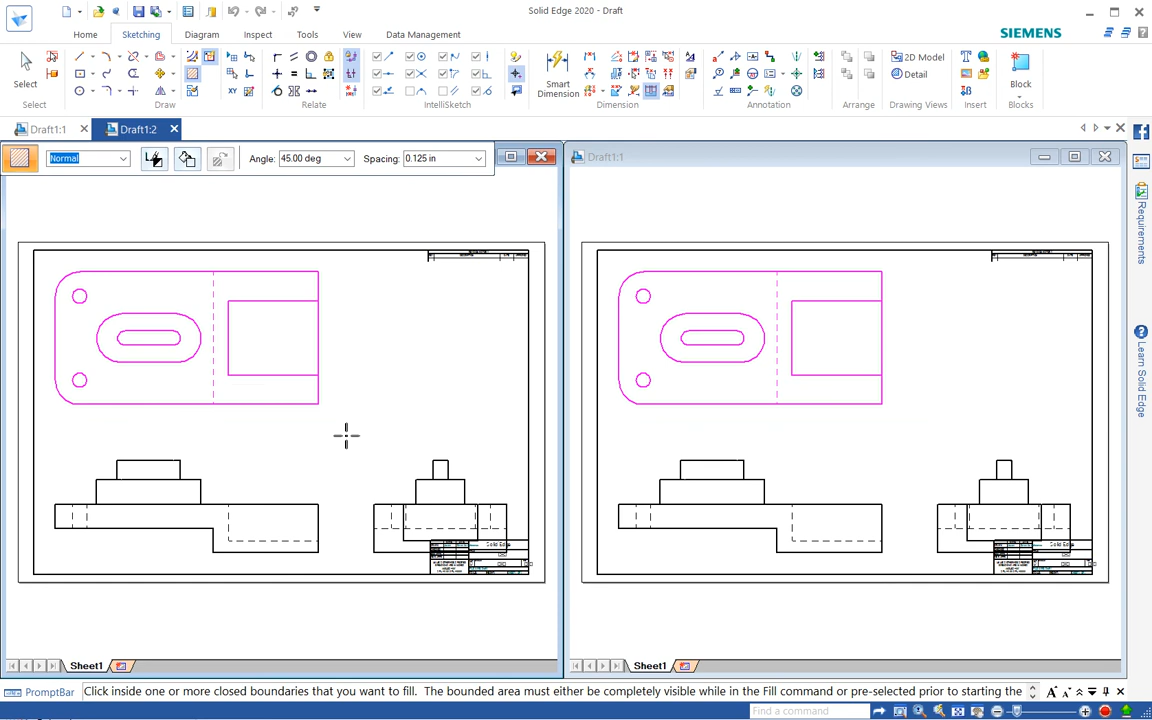 Solid Edge 2020 - Draft
Home Sketching Diagram Inspect Tools View Data Management
SIEMENS
Select
Smart
Dimension
2D Model
Detail
Block
Select Draw Relate IntelliSketch Dimension Annotation Arrange Drawing Views Insert Blocks
Draft1:1 Draft1:2
Normal Angle: 45.00 deg Spacing: 0.125 in
Draft1:1
Requirements
Learn Solid Edge
Solid Edge
Solid Edge
Sheet1
Sheet1
PromptBar Click inside one or more closed boundaries that you want to fill. The bounded area must either be completely visible while in the Fill command or pre-selected prior to starting the
Find a command